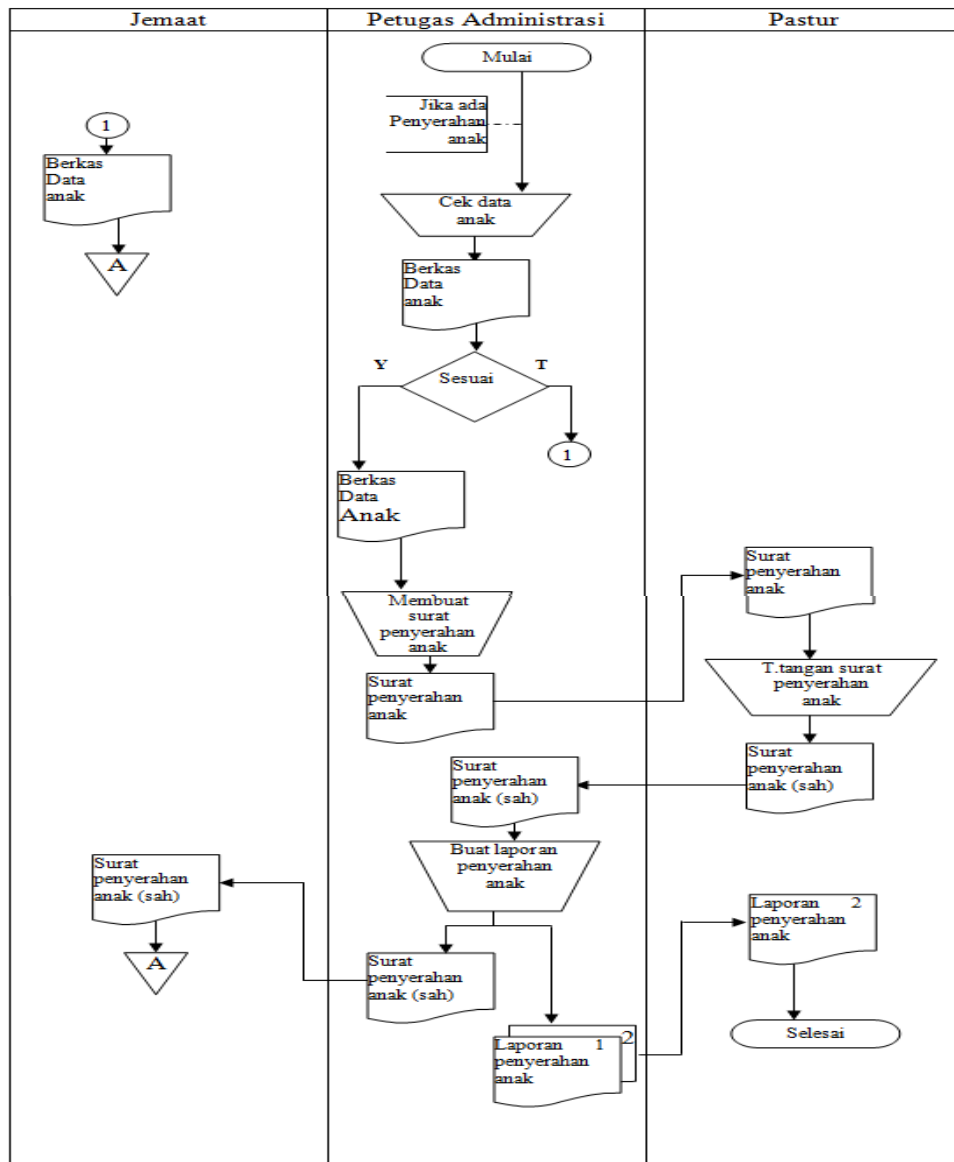 Jemaat
Petugas Administrasi
Pastur
Mulai
Jika ada
Penyerahan
anak
1
Berkas
Data
anak
A
Cek data
anak
Berkas
Data
anak
Y
T
Sesuai
1
Berkas
Data
Anak
Membuat
surat
penyerahan
anak
Surat
penyerahan
anak
Surat
penyerahan
anak
T.tangan surat
penyerahan
anak
Surat
penyerahan
anak (sah)
Surat
penyerahan
anak (sah)
Buat laporan
penyerahan
anak
Surat
penyerahan
anak (sah)
Surat
penyerahan
anak (sah)
A
2
Laporan 1
penyerahan
anak
Laporan 2
penyerahan
anak
Selesai